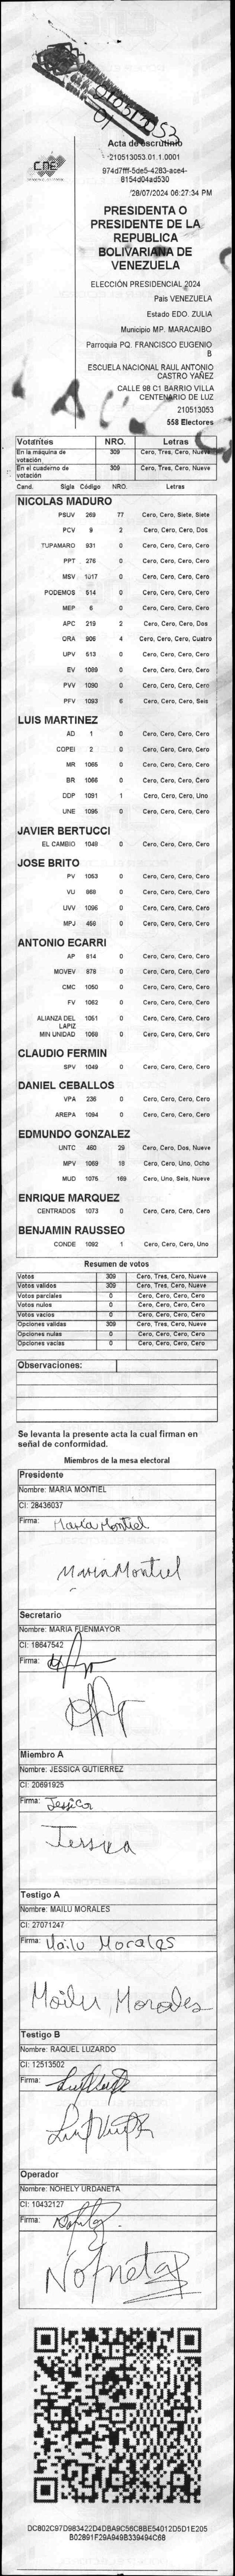 21031323
01
Acta de escrutinio
210513053.01.1.0001
974d7fff-5de5-4283-ace4-
8154d04ad530
28/07/2024 06:27:34 PM
CNE
PRESIDENTA O
PRESIDENTE DE LA
REPUBLICA
BOLIVARIANA DE
VENEZUELA
ELECCIÓN PRESIDENCIAL 2024
Pais VENEZUELA
Estado EDO. ZULIA
Municipio MP. MARACAIBO
Parroquia PQ. FRANCISCO EUGENIO
B
ESCUELA NACIONAL RAUL ANTONIO
CASTRO YAÑEZ
CALLE 98 C1 BARRIO VILLA
CENTENARIO DE LUZ
210513053
558 Electores
Votantes NRO. Letras
En la máquina de votación 309 Cero, Tres, Cero, Nueve
En el cuaderno de votación 309 Cero, Tres, Cero, Nueve
Cand. Sigla Código NRO. Letras
NICOLAS MADURO
PSUV 269 77 Cero, Cero, Siete, Siete
PCV 9 2 Cero, Cero, Cero, Dos
TUPAMARO 931 0 Cero, Cero, Cero, Cero
PPT 276 0 Cero, Cero, Cero, Cero
MSV 1017 0 Cero, Cero, Cero, Cero
PODEMOS 514 0 Cero, Cero, Cero, Cero
MEP 6 0 Cero, Cero, Cero, Cero
APC 219 2 Cero, Cero, Cero, Dos
ORA 906 4 Cero, Cero, Cero, Cuatro
UPV 513 0 Cero, Cero, Cero, Cero
EV 1089 0 Cero, Cero, Cero, Cero
PVV 1090 0 Cero, Cero, Cero, Cero
PFV 1093 6 Cero, Cero, Cero, Seis
LUIS MARTINEZ
AD 1 0 Cero, Cero, Cero, Cero
COPEI 2 0 Cero, Cero, Cero, Cero
MR 1065 0 Cero, Cero, Cero, Cero
BR 1066 0 Cero, Cero, Cero, Cero
DDP 1091 1 Cero, Cero, Cero, Uno
UNE 1095 0 Cero, Cero, Cero, Cero
JAVIER BERTUCCI
EL CAMBIO 1048 0 Cero, Cero, Cero, Cero
JOSE BRITO
PV 1053 0 Cero, Cero, Cero, Cero
VU 969 0 Cero, Cero, Cero, Cero
UVV 1096 0 Cero, Cero, Cero, Cero
MPJ 459 0 Cero, Cero, Cero, Cero
ANTONIO ECARRI
AP 914 0 Cero, Cero, Cero, Cero
MOVEV 878 0 Cero, Cero, Cero, Cero
CMC 1050 0 Cero, Cero, Cero, Cero
FV 1062 0 Cero, Cero, Cero, Cero
ALIANZA DEL LAPIZ 1051 0 Cero, Cero, Cero, Cero
MIN UNIDAD 1069 0 Cero, Cero, Cero, Cero
CLAUDIO FERMIN
SPV 1049 0 Cero, Cero, Cero, Cero
DANIEL CEBALLOS
VPA 236 0 Cero, Cero, Cero, Cero
AREPA 1094 0 Cero, Cero, Cero, Cero
EDMUNDO GONZALEZ
UNTC 460 29 Cero, Cero, Dos, Nueve
MPV 1069 18 Cero, Cero, Uno, Ocho
MUD 1075 169 Cero, Uno, Seis, Nueve
ENRIQUE MARQUEZ
CENTRADOS 1073 0 Cero, Cero, Cero, Cero
BENJAMIN RAUSSEO
CONDE 1092 1 Cero, Cero, Cero, Uno
Resumen de votos
Votos 309 Cero, Tres, Cero, Nueve
Votos validos 309 Cero, Tres, Cero, Nueve
Votos parciales 0 Cero, Cero, Cero, Cero
Votos nulos 0 Cero, Cero, Cero, Cero
Votos vacios 0 Cero, Cero, Cero, Cero
Opciones validas 309 Cero, Tres, Cero, Nueve
Opciones nulas 0 Cero, Cero, Cero, Cero
Opciones vacias 0 Cero, Cero, Cero, Cero
Observaciones:
Se levanta la presente acta la cual firman en
señal de conformidad.
Miembros de la mesa electoral
Presidente
Nombre: MARIA MONTIEL
CI: 28436037
Firma: Maria Montiel
Maria Montiel
Secretario
Nombre: MARIA FUENMAYOR
CI: 18647542
Firma:
Miembro A
Nombre: JESSICA GUTIERREZ
CI: 20691925
Firma: Jessica
Jessica
Testigo A
Nombre: MAILU MORALES
CI: 27071247
Firma: Mailu Morales
Mailu Morales
Testigo B
Nombre: RAQUEL LUZARDO
CI: 12513502
Firma:
Operador
Nombre: NOHELY URDANETA
CI: 10432127
Firma:
DC802C97D983422D4DBA9C56C8BE54012D5D1E205
B02891F29A949B339494C68